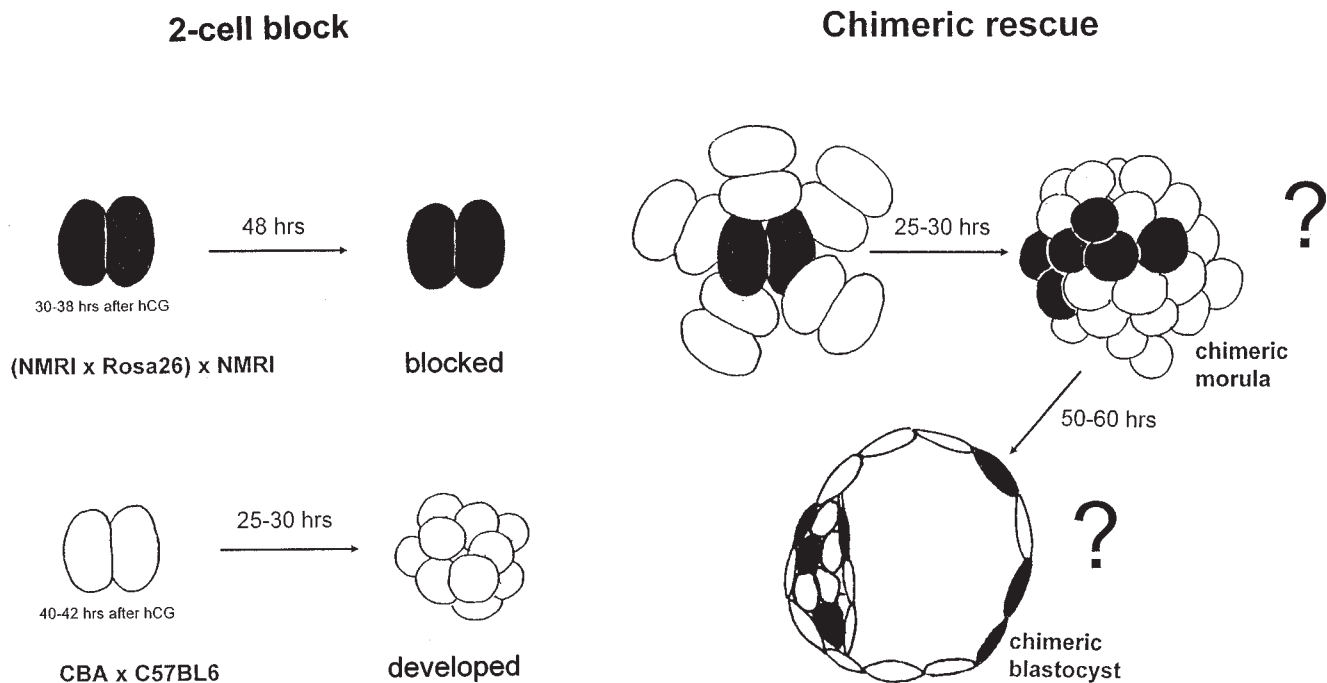 2-cell block
48 hrs
30-38 hrs after hCG
(NMRI x Rosa26) x NMRI
blocked
25-30 hrs
40-42 hrs after hCG
CBA x C57BL6
developed
Chimeric rescue
25-30 hrs
?
chimeric
morula
50-60 hrs
?
chimeric
blastocyst